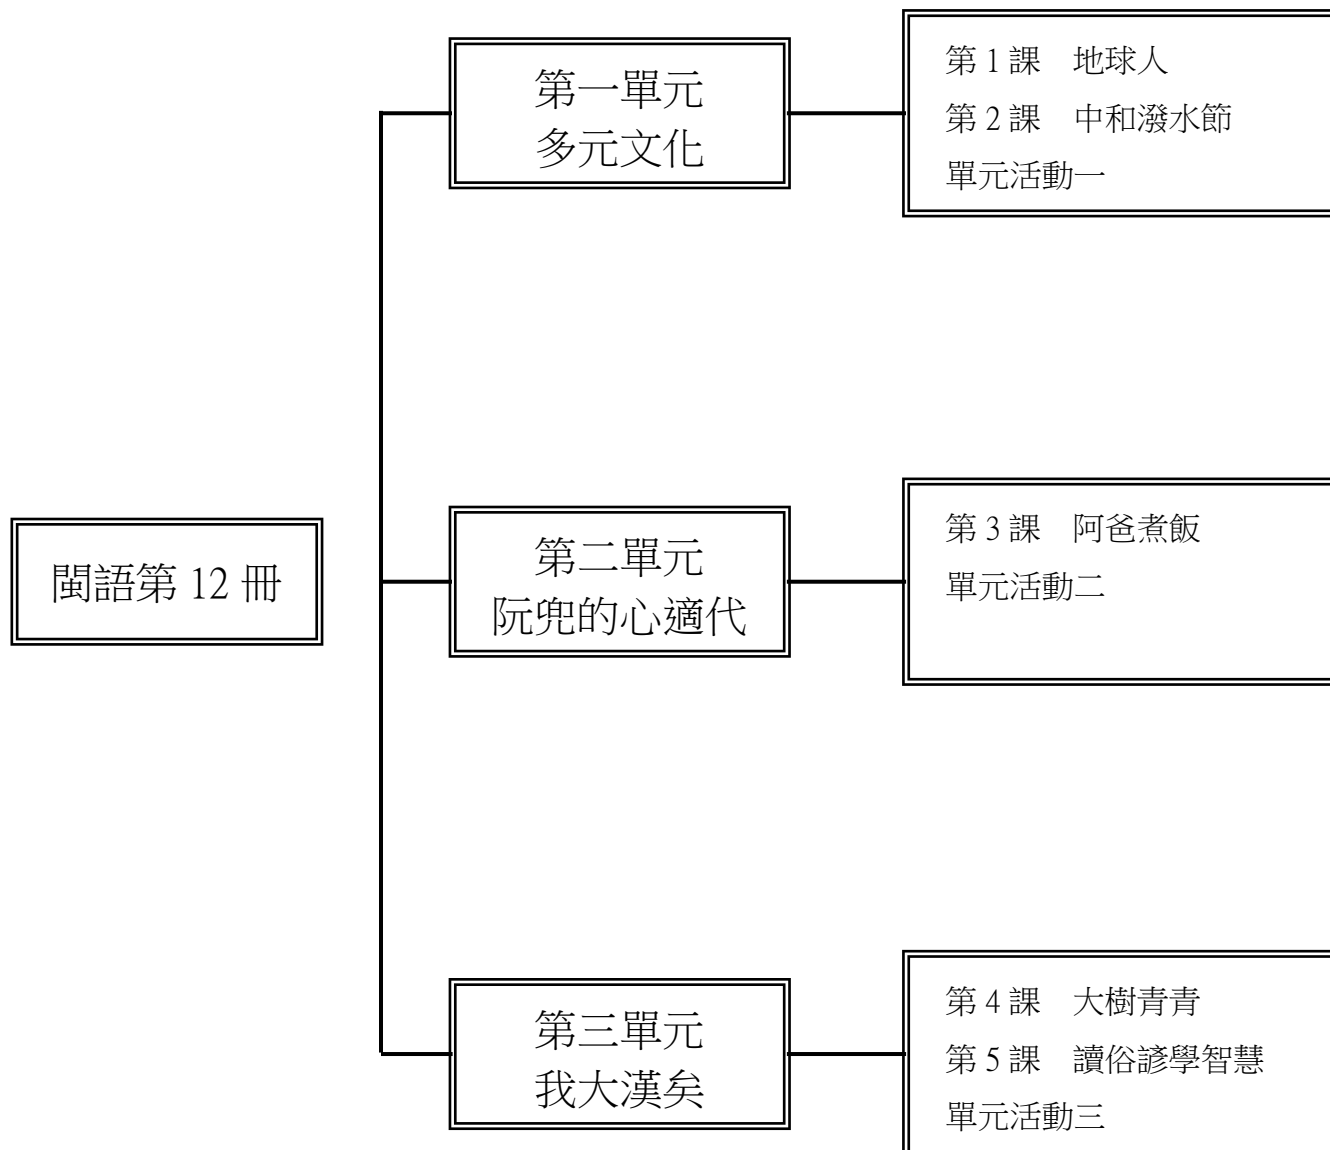 閩語第 12 冊
第一單元
多元文化
第 1 課　地球人
第 2 課　中和潑水節
單元活動一
第二單元
阮兜的心適代
第 3 課　阿爸煮飯
單元活動二
第三單元
我大漢矣
第 4 課　大樹青青
第 5 課　讀俗諺學智慧
單元活動三